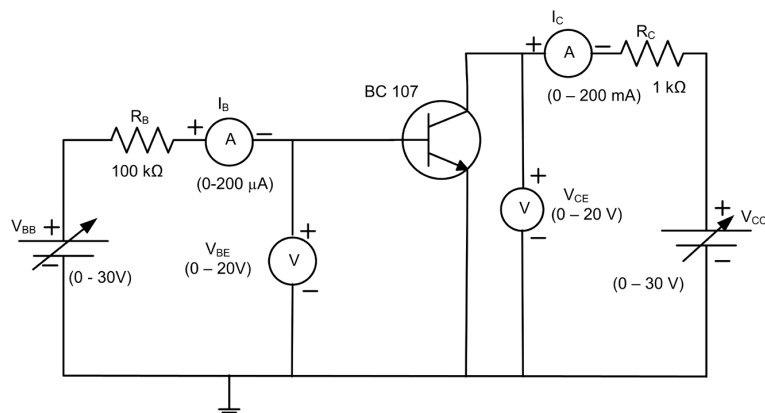 I_C
R_C
+ A −
1 kΩ
(0 – 200 mA)
BC 107
I_B
R_B
+ A −
100 kΩ
(0-200 μA)
V_BB
+
−
(0 - 30V)
V_BE
(0 – 20V)
+
V
−
+
V
−
V_CE
(0 – 20 V)
+
V_CC
−
(0 – 30 V)